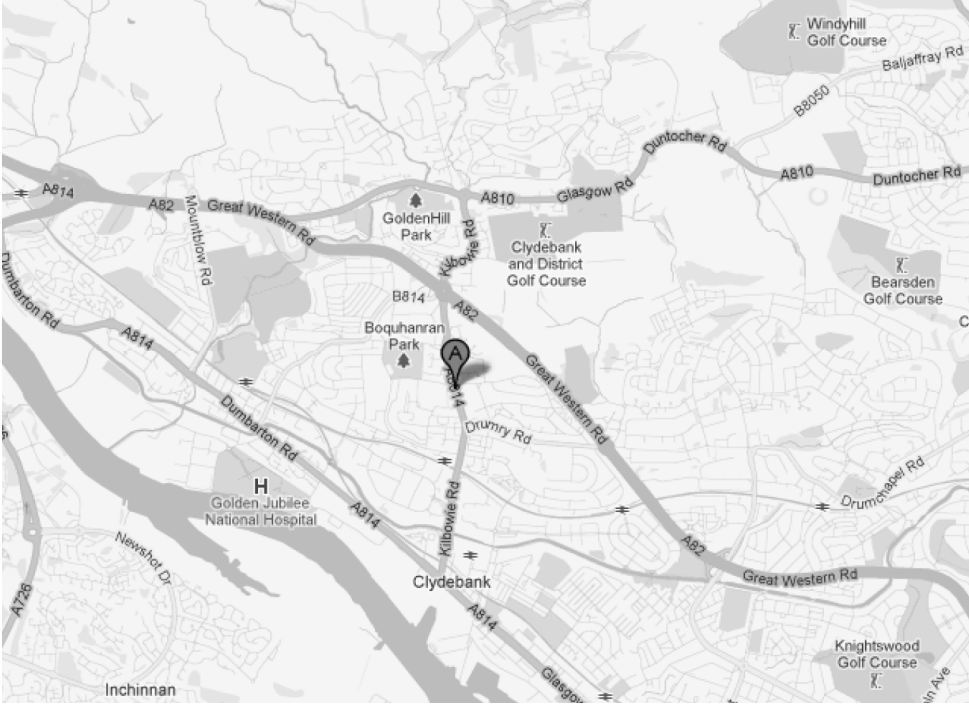 Windyhill
Golf Course
Baljaffray Rd
B8050
Duntocher Rd
A810
Duntocher Rd
A814
A82
Great Western Rd
Mountblow Rd
GoldenHill
Park
A810
Glasgow Rd
Kilbowie Rd
Clydebank
and District
Golf Course
Bearsden
Golf Course
Dumbarton Rd
A814
B814
A82
Boquhanran
Park
A
Great Western Rd
Drumry Rd
Dumbarton Rd
H
Golden Jubilee
National Hospital
A814
Kilbowie Rd
Drumchapel Rd
A82
Great Western Rd
Newshot Dr
A726
Clydebank
A814
Glasgow
Knightswood
Golf Course
Inchinnan